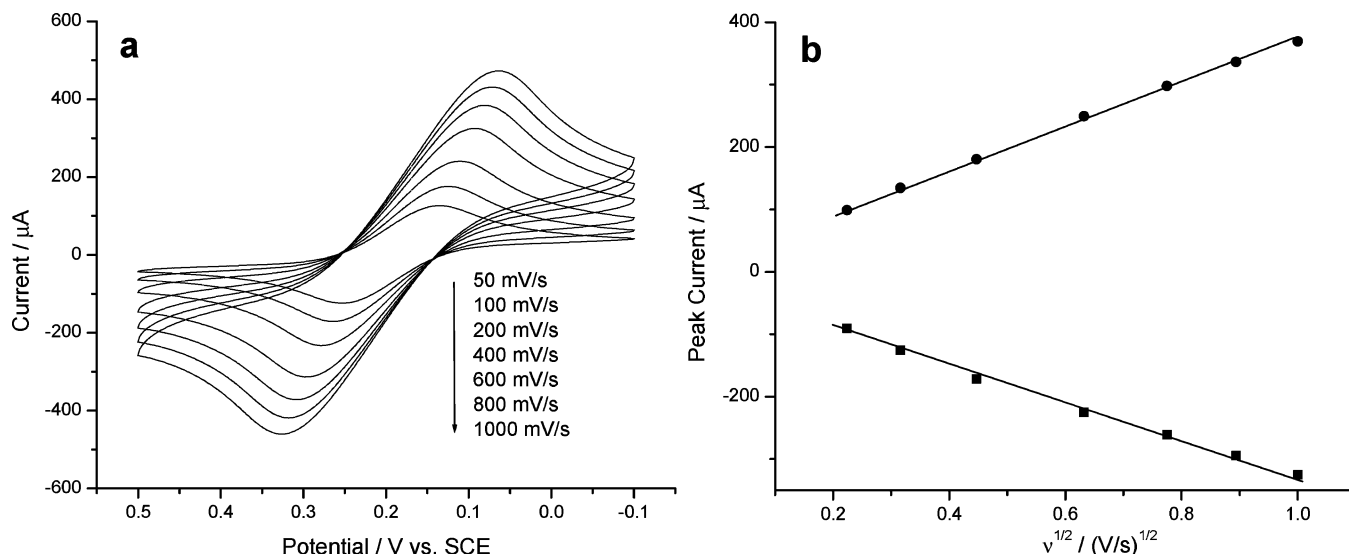 a
600
400
200
0
-200
-400
-600
Current / µA
0.5 0.4 0.3 0.2 0.1 0.0 -0.1
Potential / V vs. SCE
50 mV/s
100 mV/s
200 mV/s
400 mV/s
600 mV/s
800 mV/s
1000 mV/s
b
400
200
0
-200
Peak Current / µA
0.2 0.4 0.6 0.8 1.0
ν1/2 / (V/s)1/2